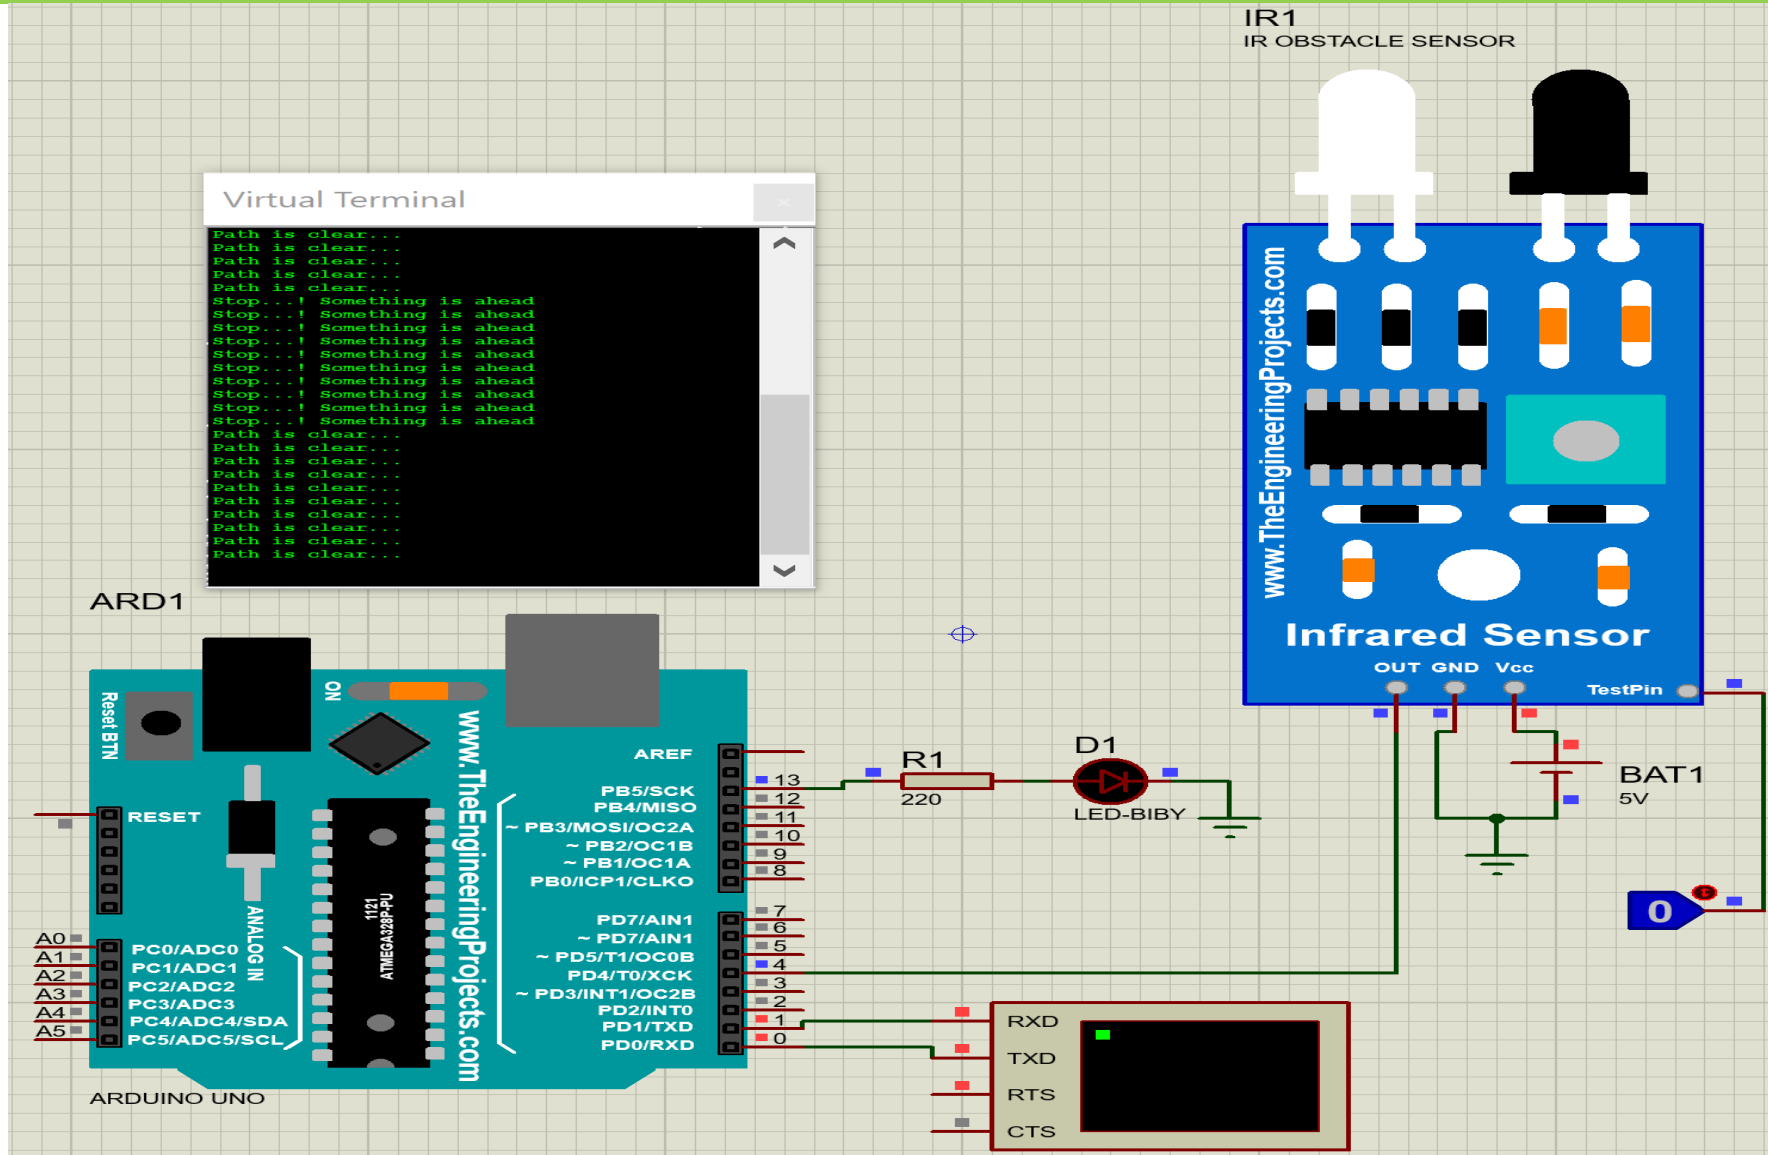 IR1
IR OBSTACLE SENSOR
Virtual Terminal
Path is clear...
Path is clear...
Path is clear...
Path is clear...
Path is clear...
Stop...! Something is ahead
Stop...! Something is ahead
Stop...! Something is ahead
Stop...! Something is ahead
Stop...! Something is ahead
Stop...! Something is ahead
Stop...! Something is ahead
Stop...! Something is ahead
Stop...! Something is ahead
Stop...! Something is ahead
Path is clear...
Path is clear...
Path is clear...
Path is clear...
Path is clear...
Path is clear...
Path is clear...
Path is clear...
Path is clear...
Path is clear...
www.TheEngineeringProjects.com
Infrared Sensor
OUT GND Vcc
TestPin
ARD1
Reset BTN
ON
www.TheEngineeringProjects.com
AREF
PB5/SCK 13
PB4/MISO 12
~ PB3/MOSI/OC2A 11
~ PB2/OC1B 10
~ PB1/OC1A 9
PB0/ICP1/CLKO 8
PD7/AIN1 7
~ PD7/AIN1 6
~ PD5/T1/OC0B 5
PD4/T0/XCK 4
~ PD3/INT1/OC2B 3
PD2/INT0 2
PD1/TXD 1
PD0/RXD 0
RESET
ANALOG IN
1121
ATMEGA328P-PU
A0 PC0/ADC0
A1 PC1/ADC1
A2 PC2/ADC2
A3 PC3/ADC3
A4 PC4/ADC4/SDA
A5 PC5/ADC5/SCL
ARDUINO UNO
R1
220
D1
LED-BIBY
BAT1
5V
0
RXD
TXD
RTS
CTS